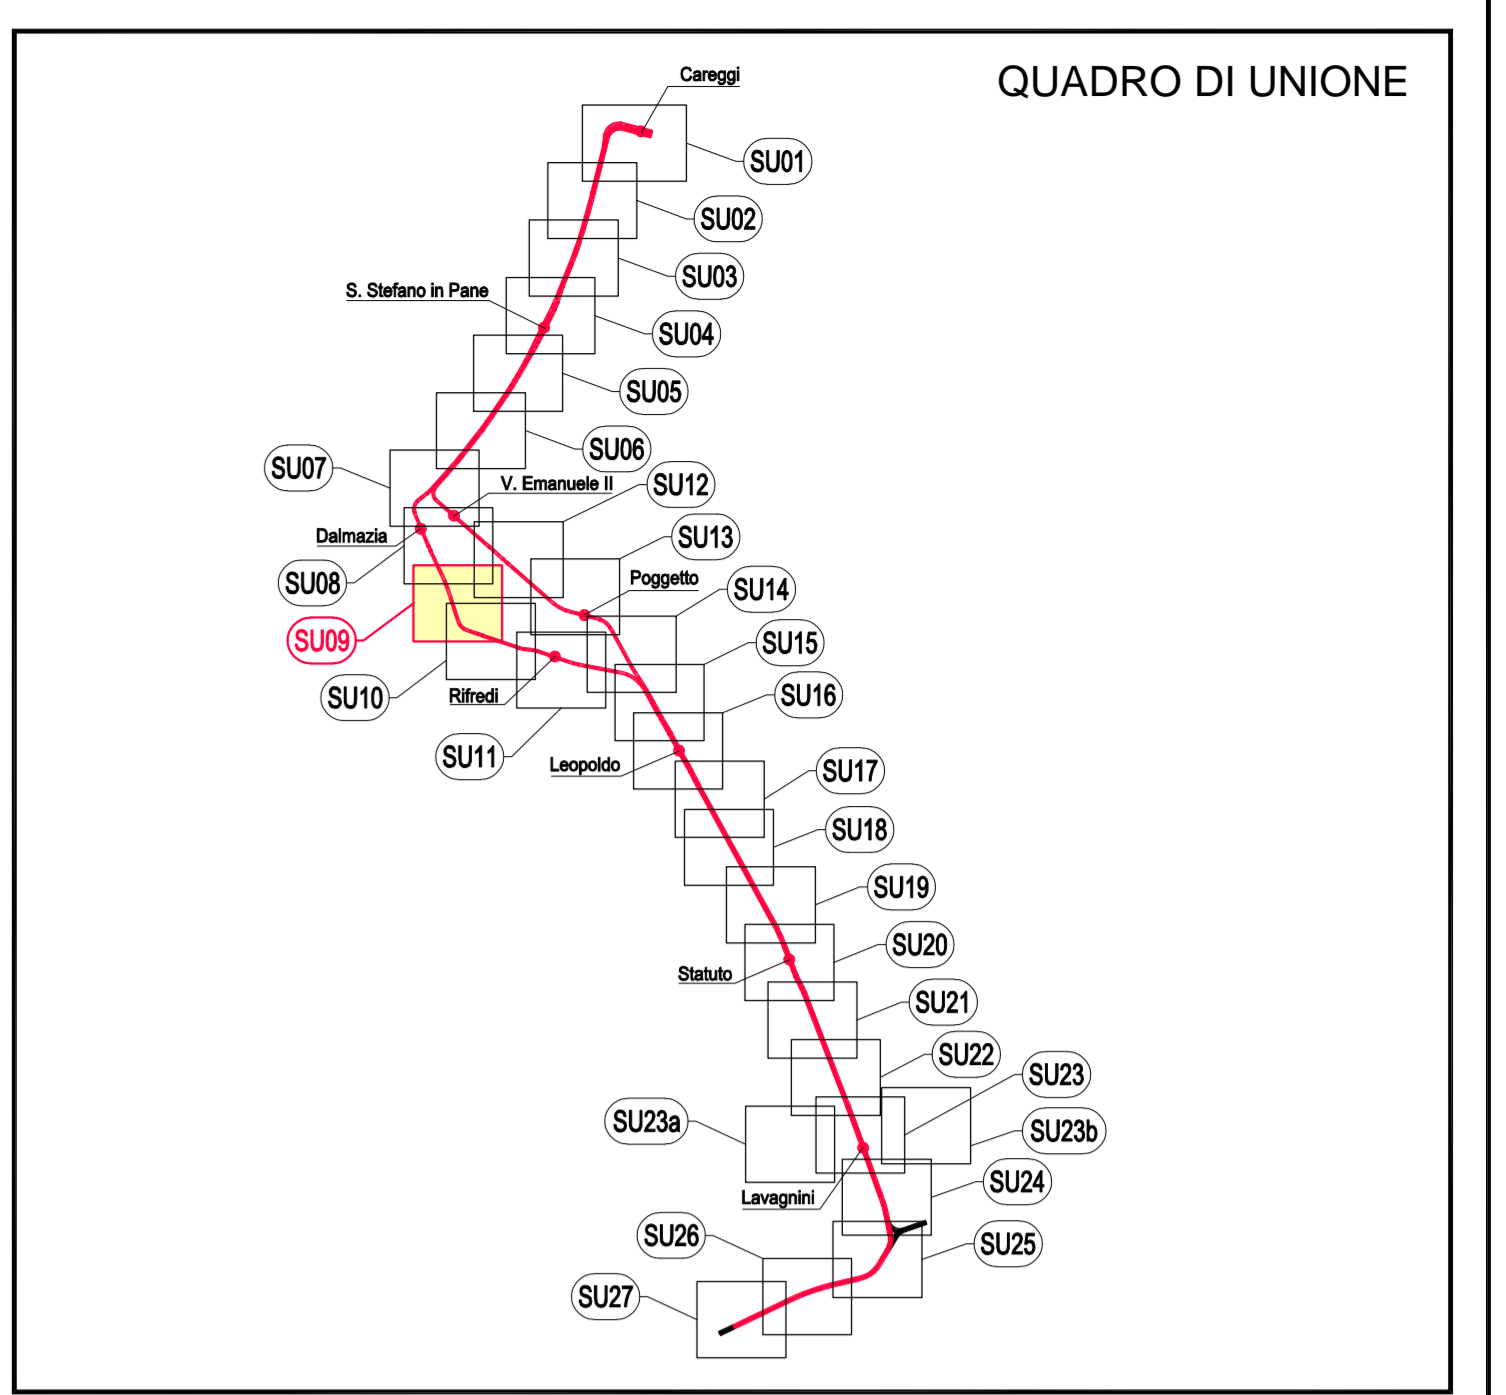 QUADRO DI UNIONE
Careggi
SU01
SU02
SU03
S. Stefano in Pane
SU04
SU05
SU06
SU07
V. Emanuele II
SU12
Dalmazia
SU13
SU08
Poggetto
SU14
SU09
SU15
SU10
Rifredi
SU16
SU11
Leopoldo
SU17
SU18
SU19
SU20
Statuto
SU21
SU22
SU23
SU23a
SU23b
SU24
Lavagnini
SU26
SU25
SU27